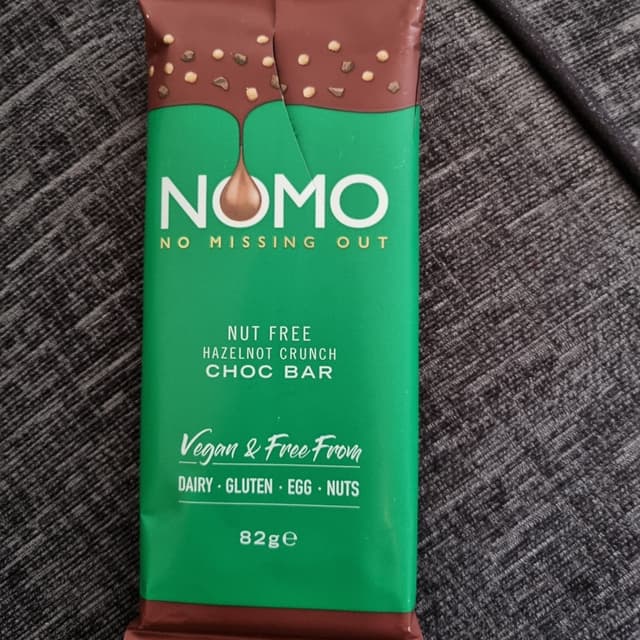 NOMO
NO MISSING OUT
NUT FREE
HAZELNOT CRUNCH
CHOC BAR
Vegan & Free From
DAIRY · GLUTEN · EGG · NUTS
82g℮